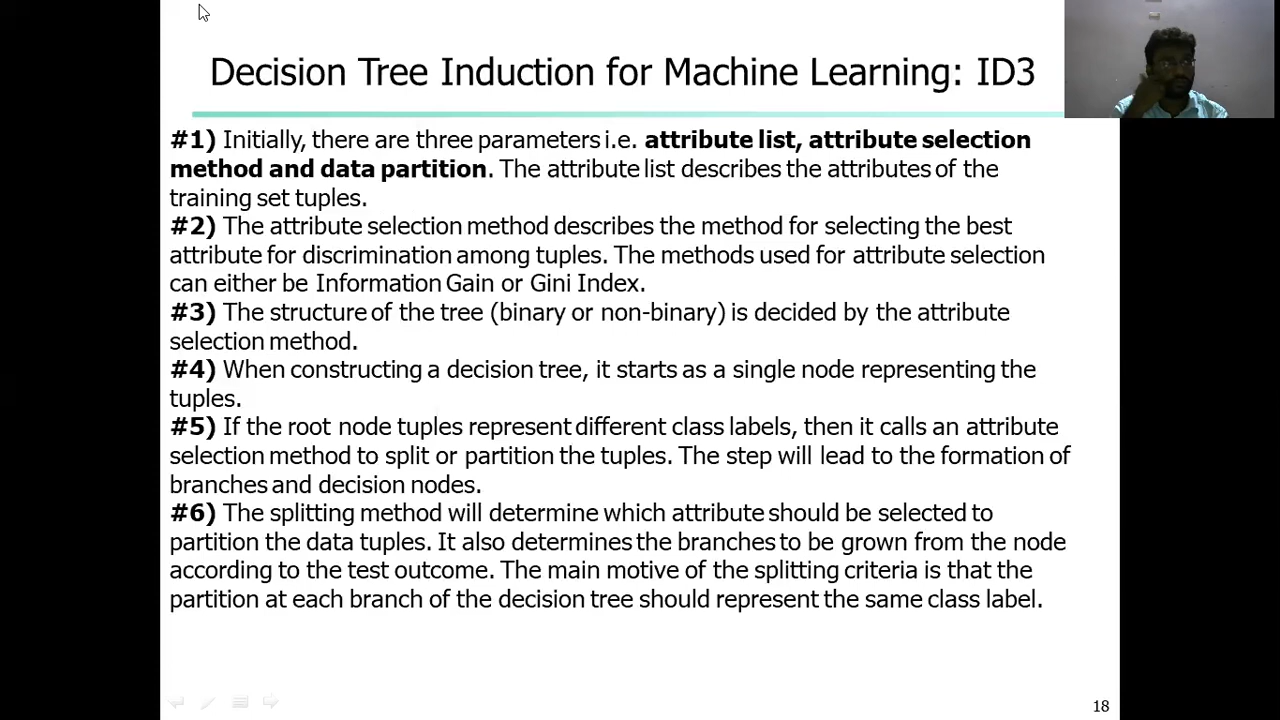 Decision Tree Induction for Machine Learning: ID3
#1) Initially, there are three parameters i.e. attribute list, attribute selection
method and data partition. The attribute list describes the attributes of the
training set tuples.
#2) The attribute selection method describes the method for selecting the best
attribute for discrimination among tuples. The methods used for attribute selection
can either be Information Gain or Gini Index.
#3) The structure of the tree (binary or non-binary) is decided by the attribute
selection method.
#4) When constructing a decision tree, it starts as a single node representing the
tuples.
#5) If the root node tuples represent different class labels, then it calls an attribute
selection method to split or partition the tuples. The step will lead to the formation of
branches and decision nodes.
#6) The splitting method will determine which attribute should be selected to
partition the data tuples. It also determines the branches to be grown from the node
according to the test outcome. The main motive of the splitting criteria is that the
partition at each branch of the decision tree should represent the same class label.
18